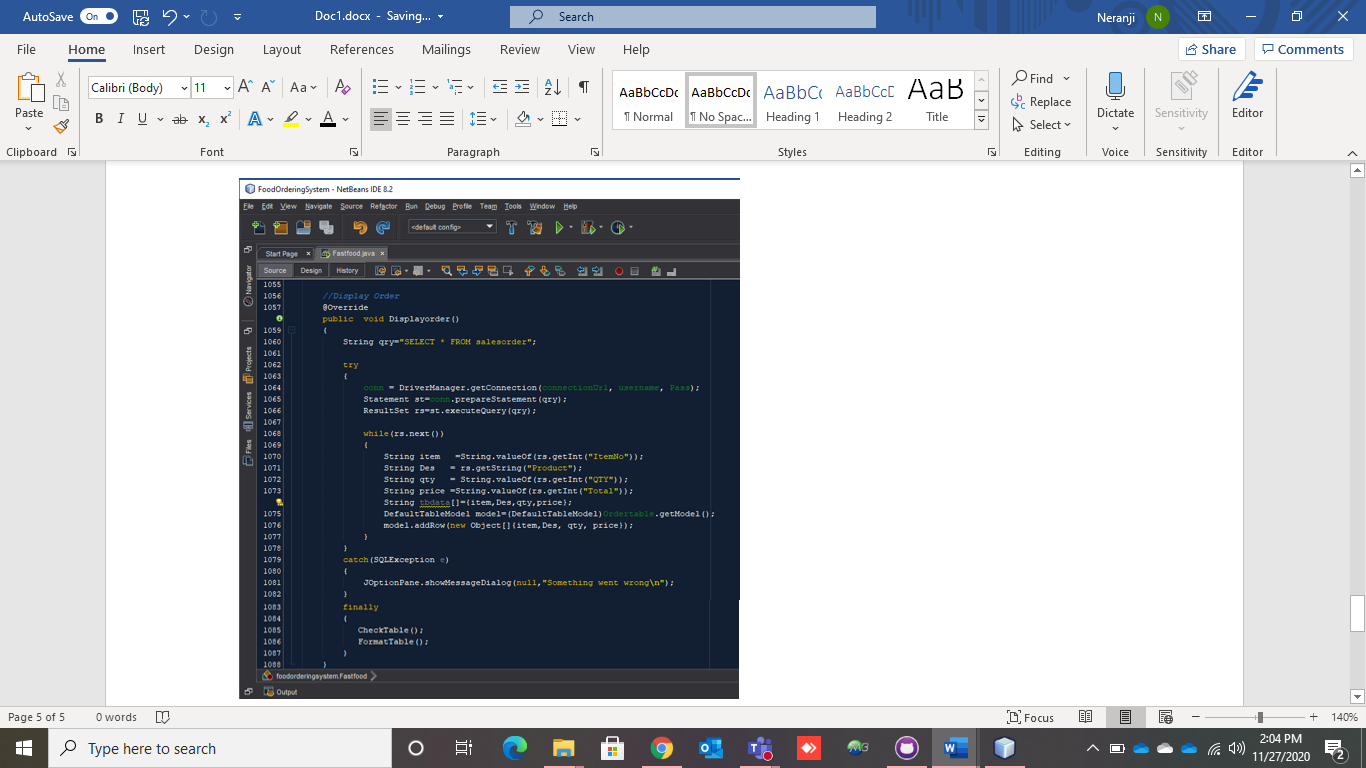 AutoSave On Doc1.docx - Saving... Search Neranji N
File Home Insert Design Layout References Mailings Review View Help Share Comments
Paste Calibri (Body) 11 AaBbCcDc AaBbCcDc AaBbCc AaBbCcD AaB Find Replace Select Dictate Sensitivity Editor
¶ Normal ¶ No Spac... Heading 1 Heading 2 Title
Clipboard Font Paragraph Styles Editing Voice Sensitivity Editor
FoodOrderingSystem - NetBeans IDE 8.2
File Edit View Navigate Source Refactor Run Debug Profile Team Tools Window Help
<default config>
Start Page Fastfood.java
Source Design History
Navigator
Projects
Services
Files
1055
1056 //Display Order
1057 @Override
public void Displayorder()
1059 {
1060 String qry="SELECT * FROM salesorder";
1061
1062 try
1063 {
1064 conn = DriverManager.getConnection(connectionUrl, username, Pass);
1065 Statement st=conn.prepareStatement(qry);
1066 ResultSet rs=st.executeQuery(qry);
1067
1068 while(rs.next())
1069 {
1070 String item =String.valueOf(rs.getInt("ItemNo"));
1071 String Des = rs.getString("Product");
1072 String qty = String.valueOf(rs.getInt("QTY"));
1073 String price =String.valueOf(rs.getInt("Total"));
String tbdata[]={item,Des,qty,price};
1075 DefaultTableModel model=(DefaultTableModel)Ordertable.getModel();
1076 model.addRow(new Object[]{item,Des, qty, price});
1077 }
1078 }
1079 catch(SQLException e)
1080 {
1081 JOptionPane.showMessageDialog(null,"Something went wrong\n");
1082 }
1083 finally
1084 {
1085 CheckTable();
1086 FormatTable();
1087 }
1088 }
foodorderingsystem.Fastfood
Output
Page 5 of 5 0 words Focus 140%
Type here to search 2:04 PM
11/27/2020 2